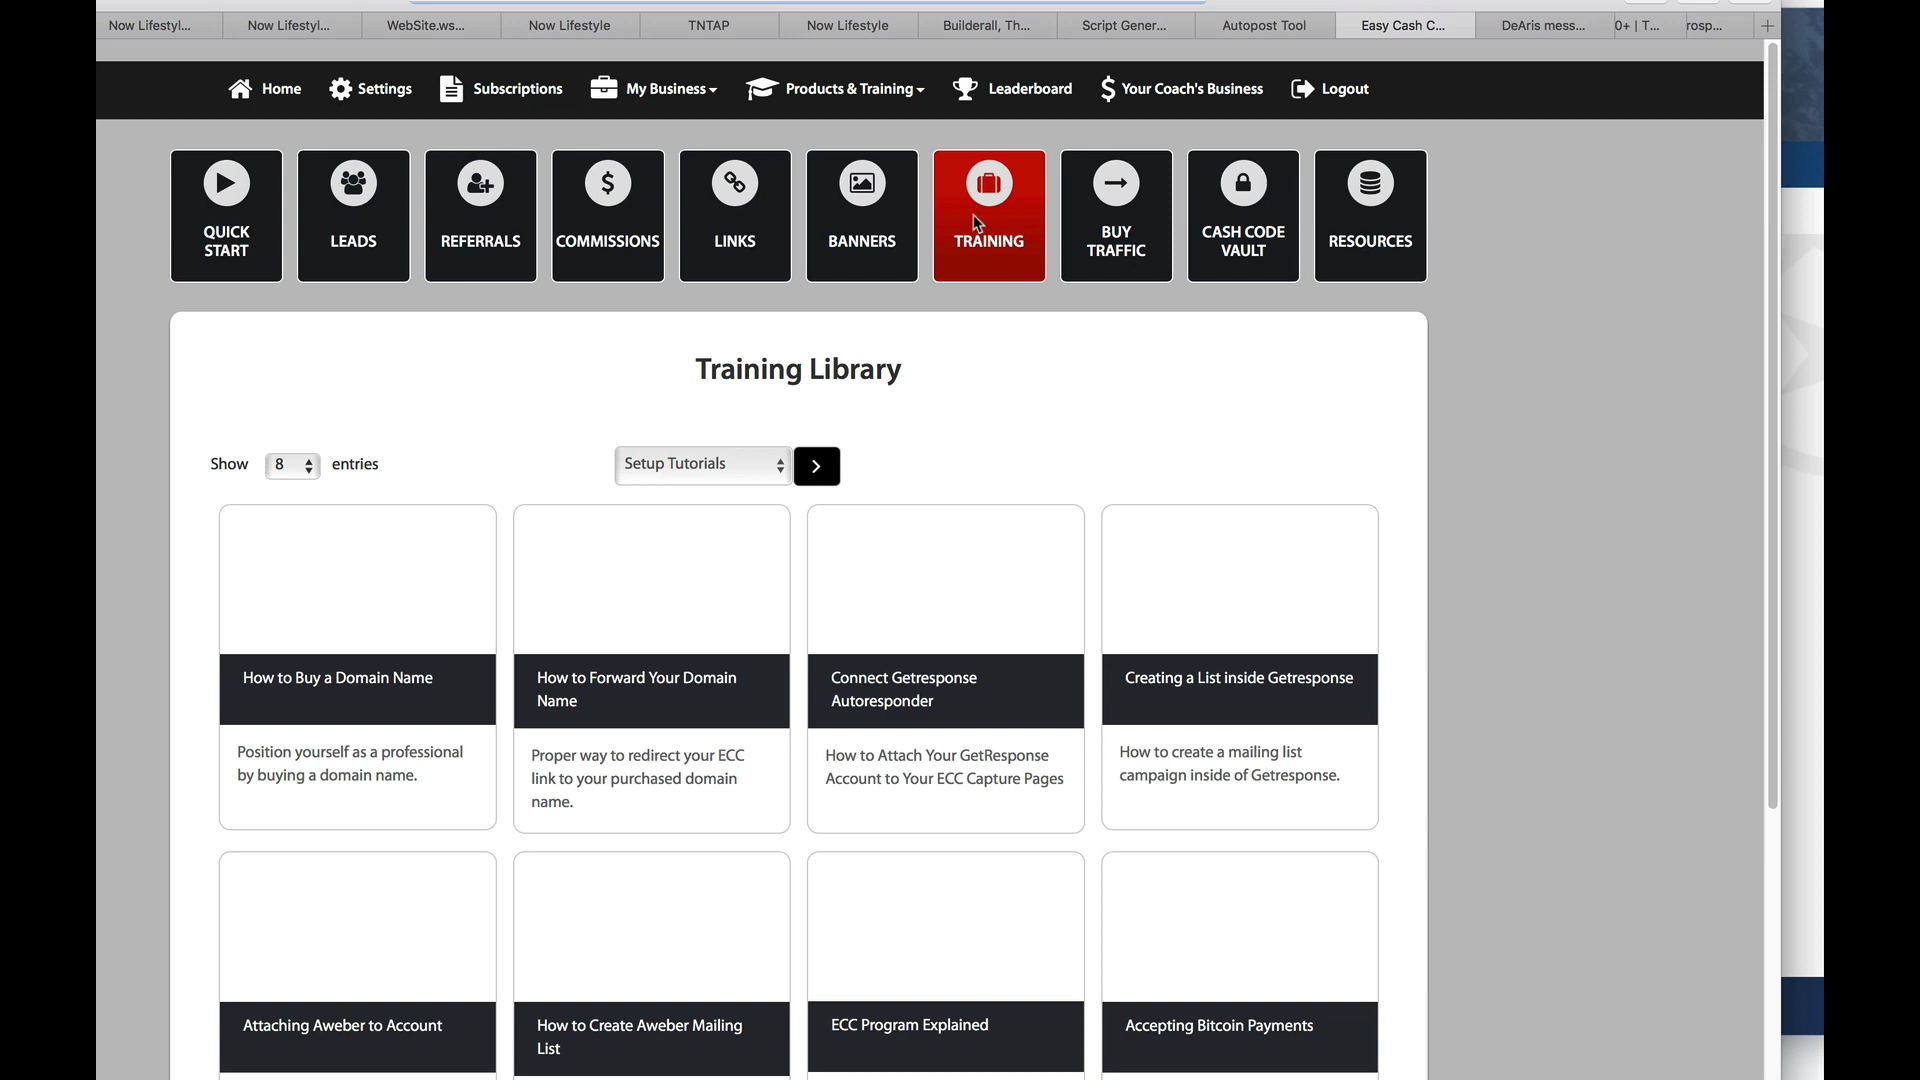 Now Lifestyl...
Now Lifestyl...
WebSite.ws...
Now Lifestyle
TNTAP
Now Lifestyle
Builderall, Th...
Script Gener...
Autopost Tool
Easy Cash C...
DeAris mess...
0+ | T...
rosp...
Home
Settings
Subscriptions
My Business
Products & Training
Leaderboard
Your Coach's Business
Logout
QUICK
START
LEADS
REFERRALS
COMMISSIONS
LINKS
BANNERS
TRAINING
BUY
TRAFFIC
CASH CODE
VAULT
RESOURCES
Training Library
Show 8 entries
Setup Tutorials
How to Buy a Domain Name
Position yourself as a professional
by buying a domain name.
How to Forward Your Domain
Name
Proper way to redirect your ECC
link to your purchased domain
name.
Connect Getresponse
Autoresponder
How to Attach Your GetResponse
Account to Your ECC Capture Pages
Creating a List inside Getresponse
How to create a mailing list
campaign inside of Getresponse.
Attaching Aweber to Account
How to Create Aweber Mailing
List
ECC Program Explained
Accepting Bitcoin Payments